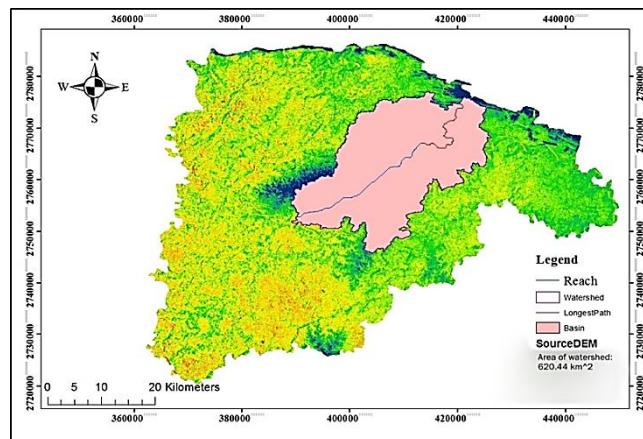 360000 380000 400000 420000 440000
N
W E
S
2780000 2780000
2770000 2770000
2760000 2760000
2750000 2750000
2740000 2740000
2730000 2730000
2720000 2720000
Legend
Reach
Watershed
LongestPath
Basin
SourceDEM
Area of watershed:
620.44 km^2
0 5 10 20 Kilometers
360000 380000 400000 420000 440000